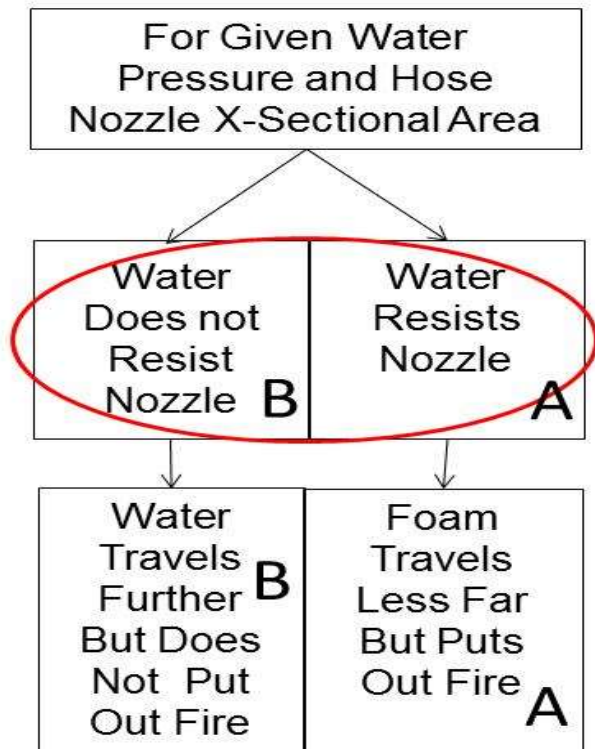 For Given Water
Pressure and Hose
Nozzle X-Sectional Area
Water
Does not
Resist
Nozzle
B
Water
Resists
Nozzle
A
Water
Travels
Further
But Does
Not Put
Out Fire
B
Foam
Travels
Less Far
But Puts
Out Fire
A